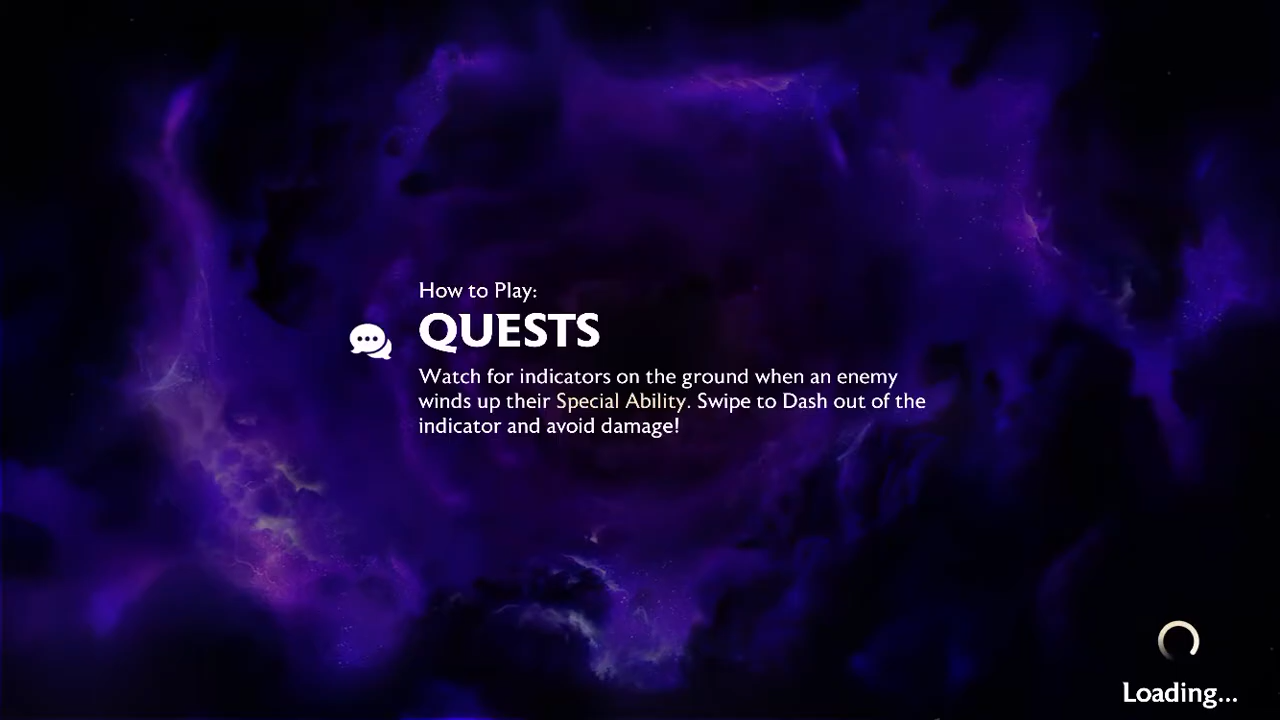 How to Play:
QUESTS
Watch for indicators on the ground when an enemy
winds up their Special Ability. Swipe to Dash out of the
indicator and avoid damage!
Loading...